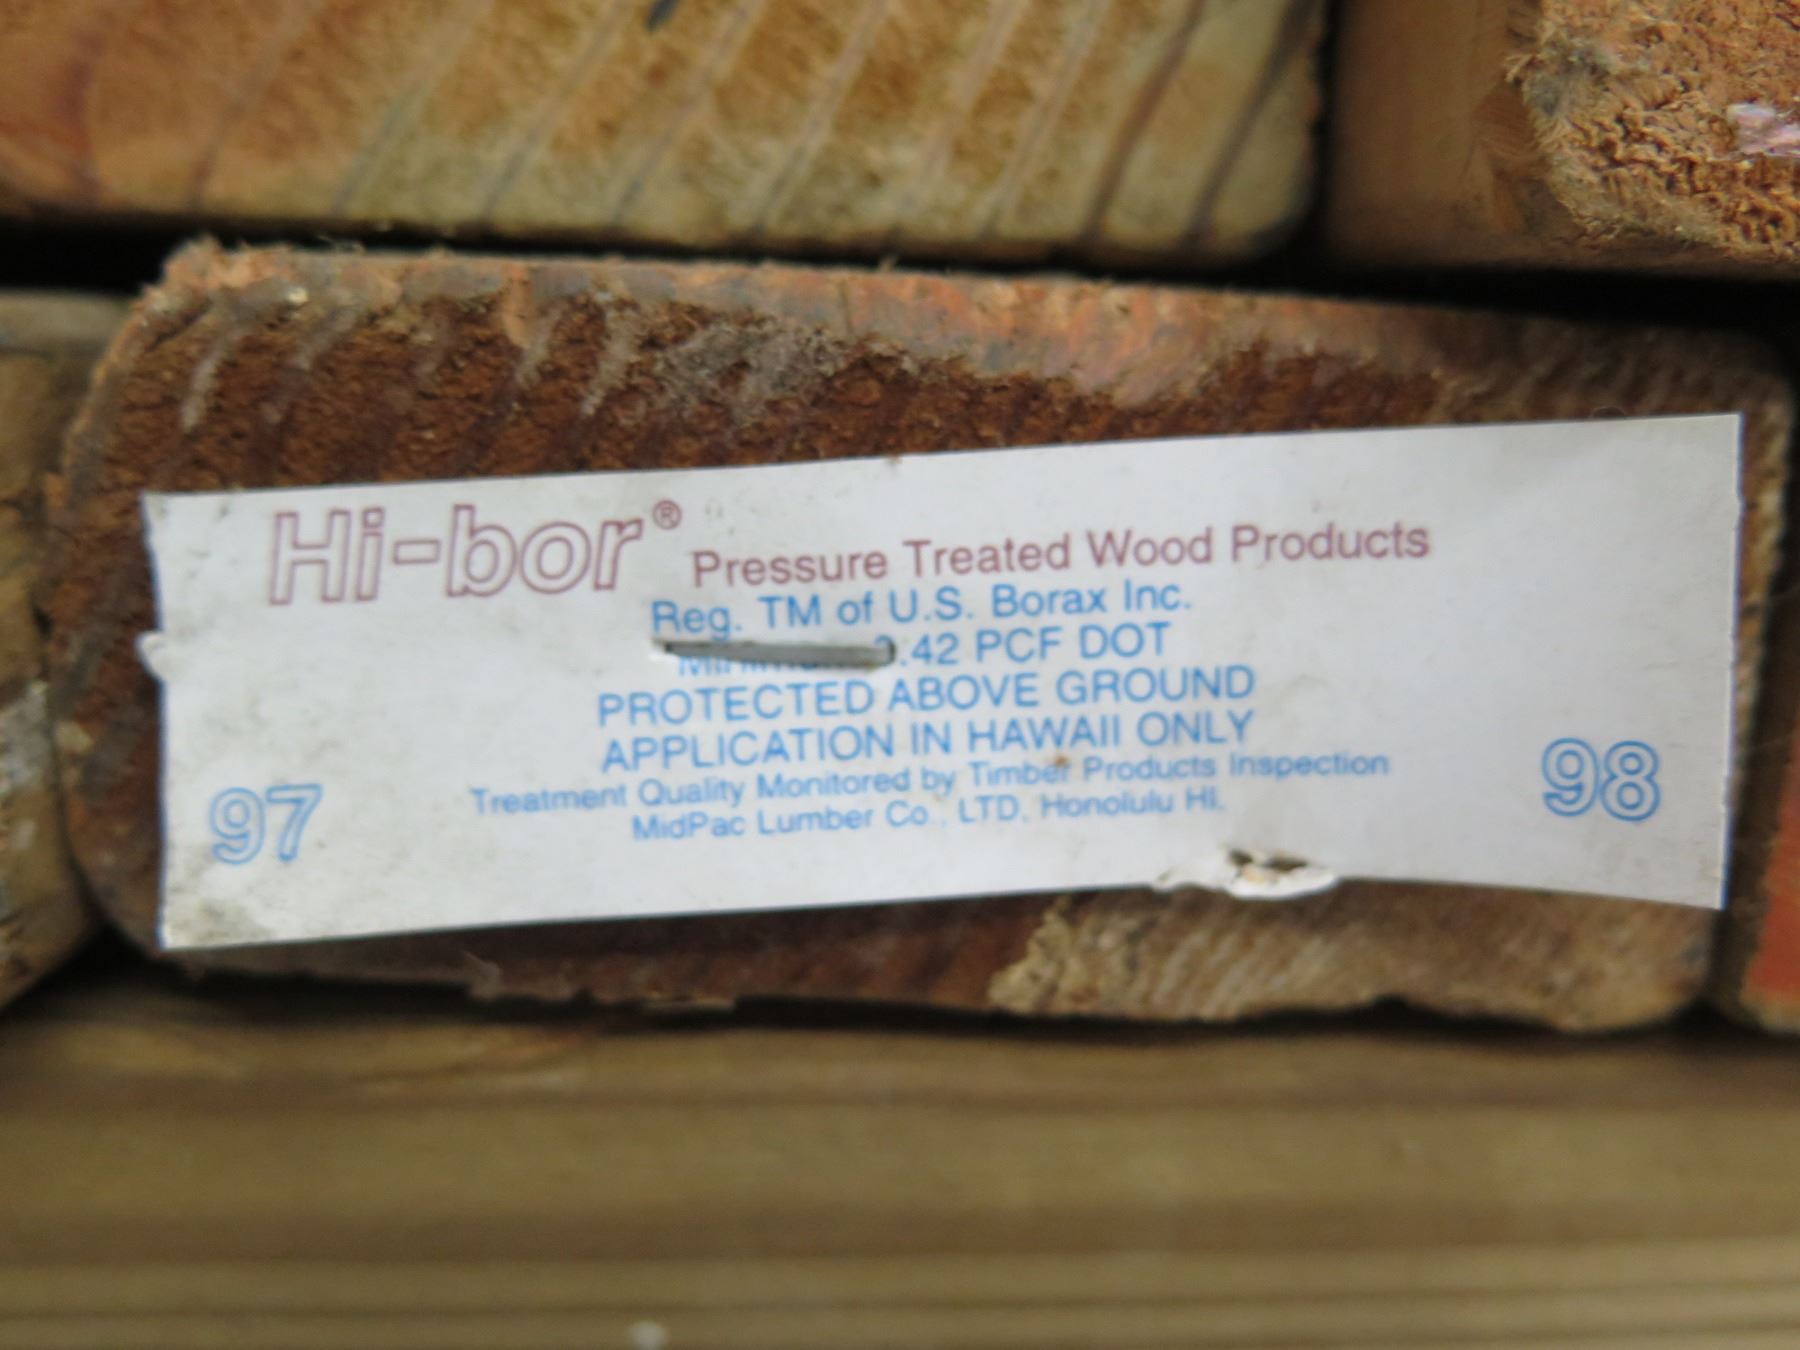 Hi-bor® Pressure Treated Wood Products
Reg. TM of U.S. Borax Inc.
.42 PCF DOT
PROTECTED ABOVE GROUND
APPLICATION IN HAWAII ONLY
Treatment Quality Monitored by Timber Products Inspection
MidPac Lumber Co., LTD. Honolulu HI.
97
98